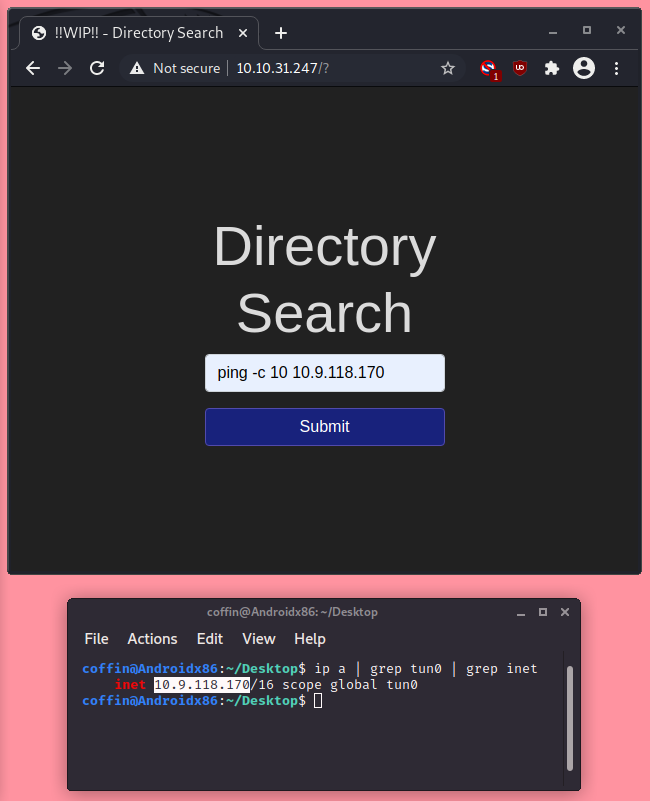 !!WIP!! - Directory Search
Not secure | 10.10.31.247/?
1
Directory
Search
ping -c 10 10.9.118.170
Submit
coffin@Androidx86: ~/Desktop
File Actions Edit View Help
coffin@Androidx86:~/Desktop$ ip a | grep tun0 | grep inet
inet 10.9.118.170/16 scope global tun0
coffin@Androidx86:~/Desktop$